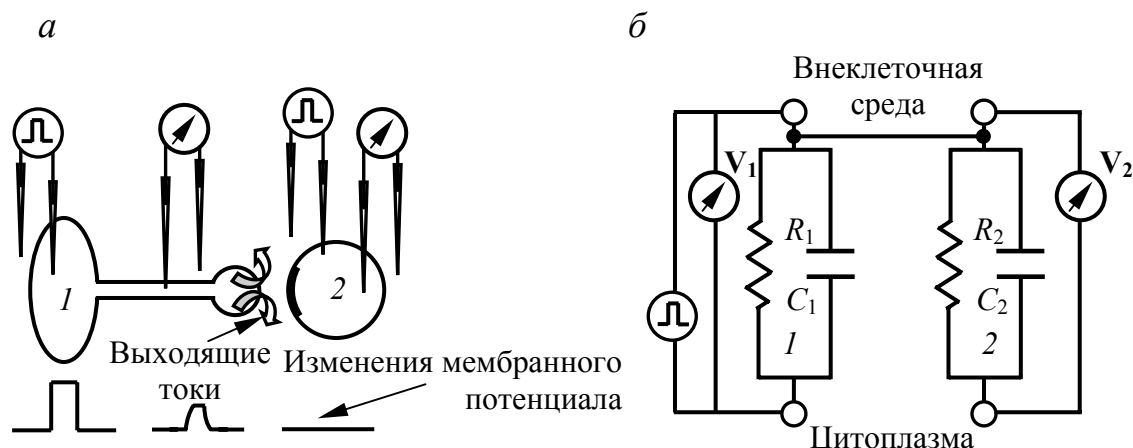 а
б
1
2
Выходящие
токи
Изменения мембранного
потенциала
Внеклеточная
среда
V1
V2
R1
R2
C1
C2
1
2
Цитоплазма